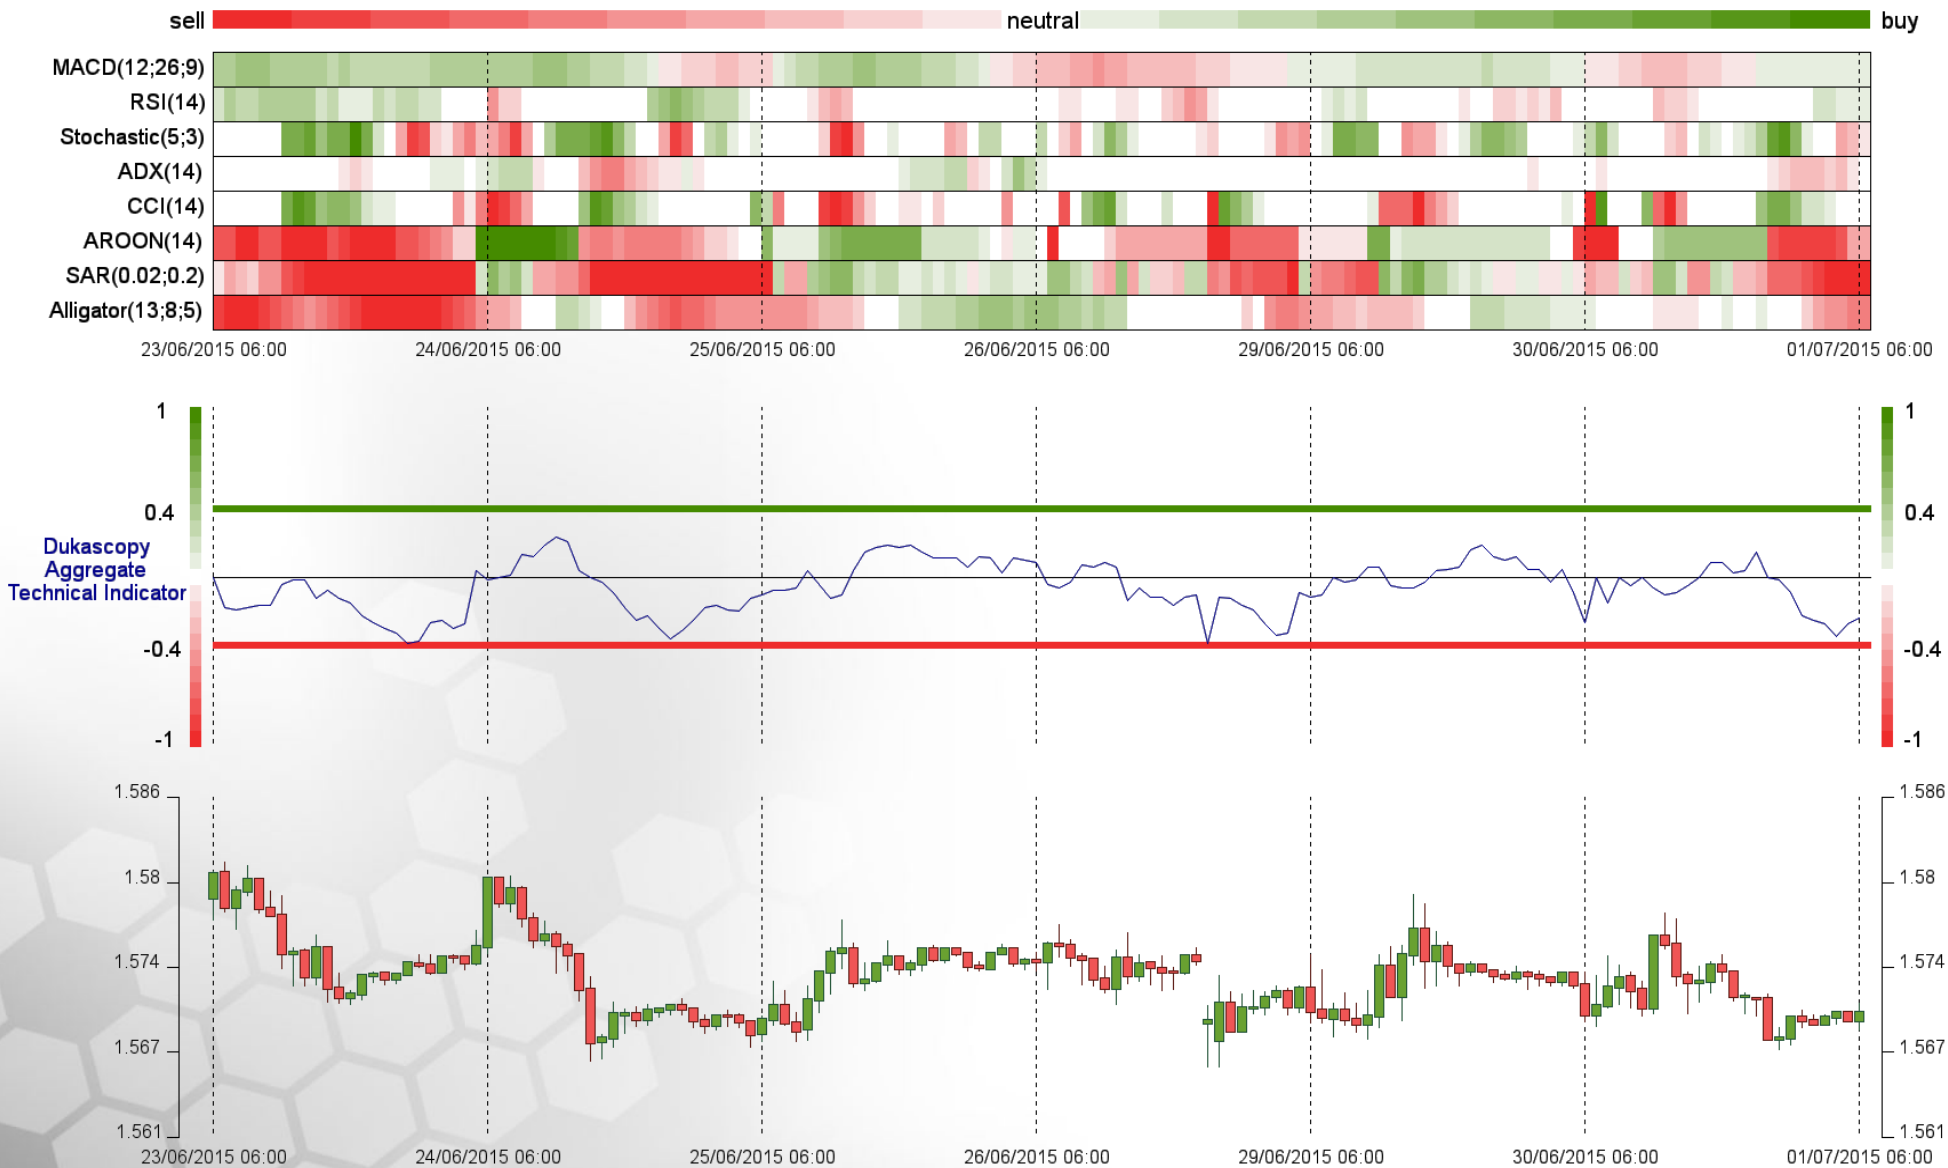 sell neutral buy
MACD(12;26;9)
RSI(14)
Stochastic(5;3)
ADX(14)
CCI(14)
AROON(14)
SAR(0.02;0.2)
Alligator(13;8;5)
23/06/2015 06:00 24/06/2015 06:00 25/06/2015 06:00 26/06/2015 06:00 29/06/2015 06:00 30/06/2015 06:00 01/07/2015 06:00
1 1
0.4 0.4
Dukascopy
Aggregate
Technical Indicator
-0.4 -0.4
-1 -1
1.586 1.586
1.58 1.58
1.574 1.574
1.567 1.567
1.561 1.561
23/06/2015 06:00 24/06/2015 06:00 25/06/2015 06:00 26/06/2015 06:00 29/06/2015 06:00 30/06/2015 06:00 01/07/2015 06:00